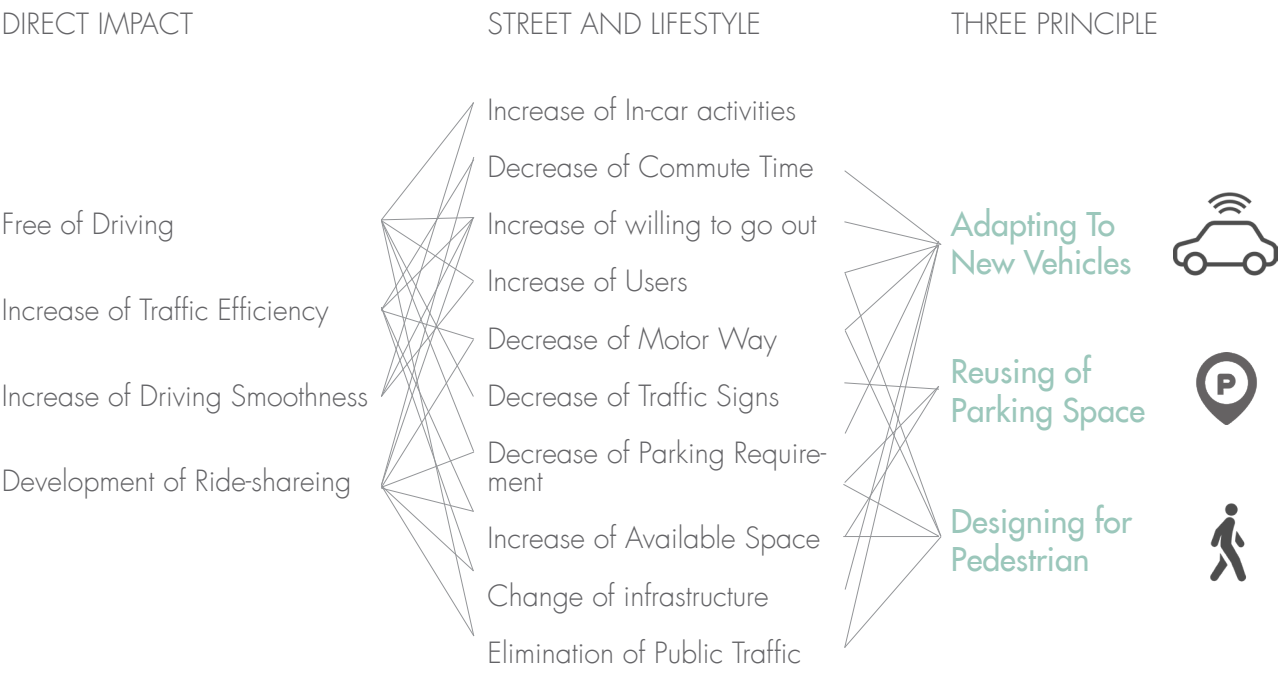 DIRECT IMPACT
STREET AND LIFESTYLE
THREE PRINCIPLE
Free of Driving
Increase of Traffic Efficiency
Increase of Driving Smoothness
Development of Ride-shareing
Increase of In-car activities
Decrease of Commute Time
Increase of willing to go out
Increase of Users
Decrease of Motor Way
Decrease of Traffic Signs
Decrease of Parking Require-
ment
Increase of Available Space
Change of infrastructure
Elimination of Public Traffic
Adapting To
New Vehicles
Reusing of
Parking Space
P
Designing for
Pedestrian